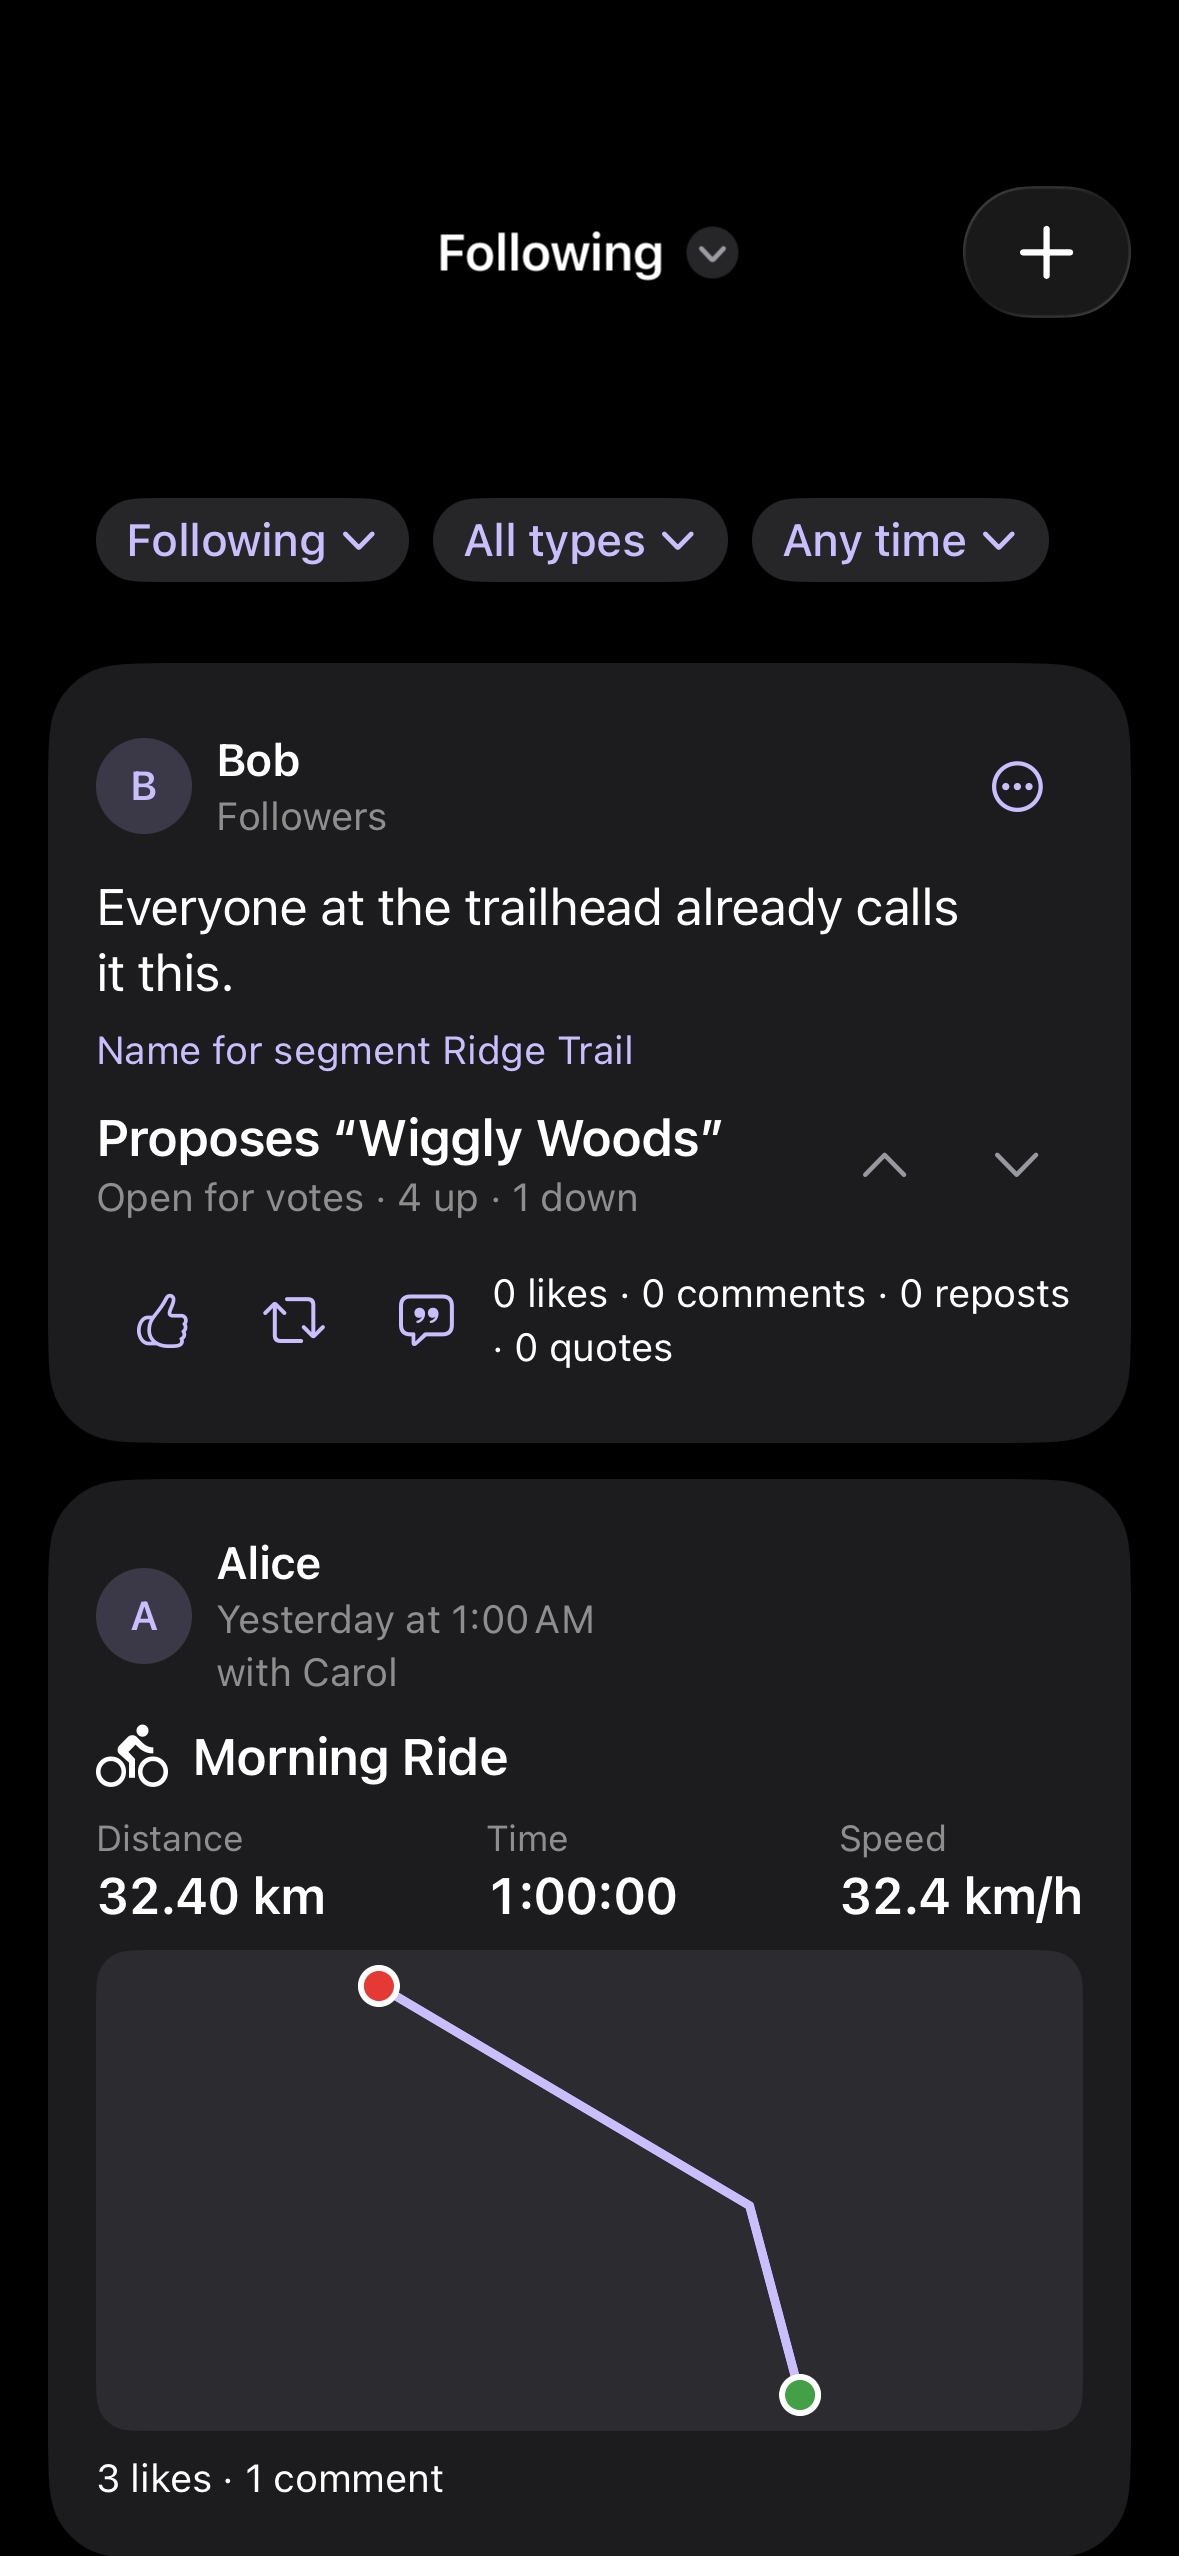 Following
Following
All types
Any time
B
Bob
Followers
Everyone at the trailhead already calls
it this.
Name for segment Ridge Trail
Proposes “Wiggly Woods”
Open for votes · 4 up · 1 down
0 likes · 0 comments · 0 reposts
· 0 quotes
A
Alice
Yesterday at 1:00 AM
with Carol
Morning Ride
Distance
Time
Speed
32.40 km
1:00:00
32.4 km/h
3 likes · 1 comment